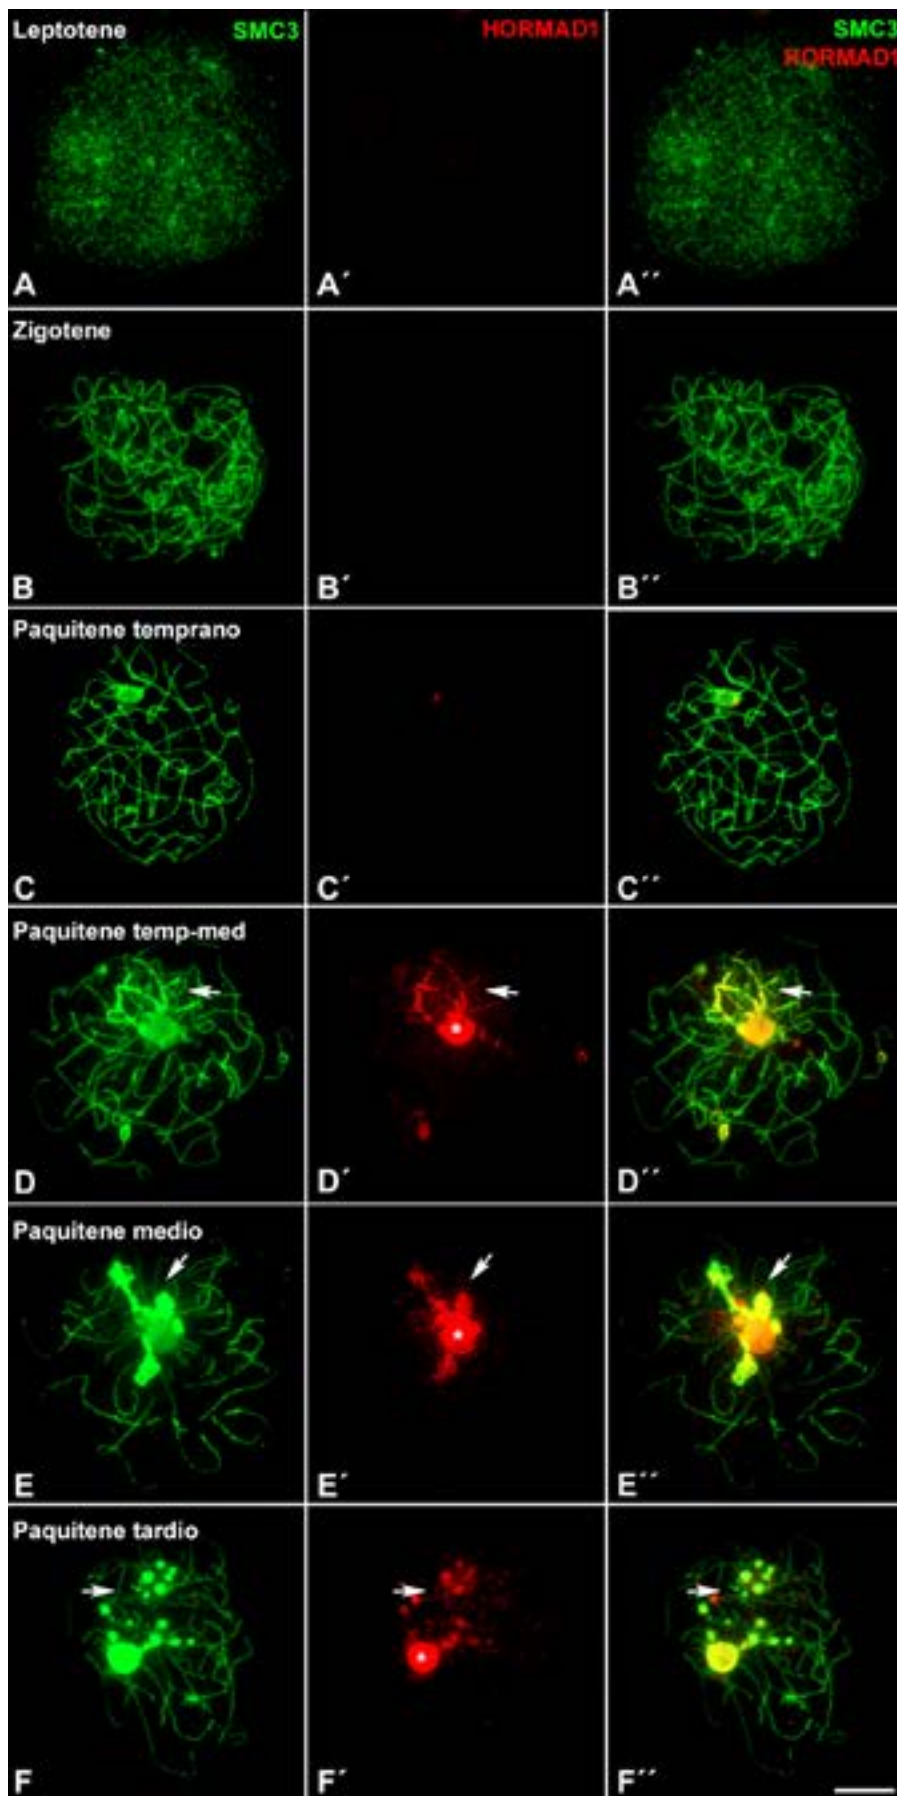 Leptotene SMC3 HORMAD1 SMC3
HORMAD1
A A´ A´´
Zigotene
B B´ B´´
Paquitene temprano
C C´ C´´
Paquitene temp-med
D D´ D´´
Paquitene medio
E E´ E´´
Paquitene tardio
F F´ F´´